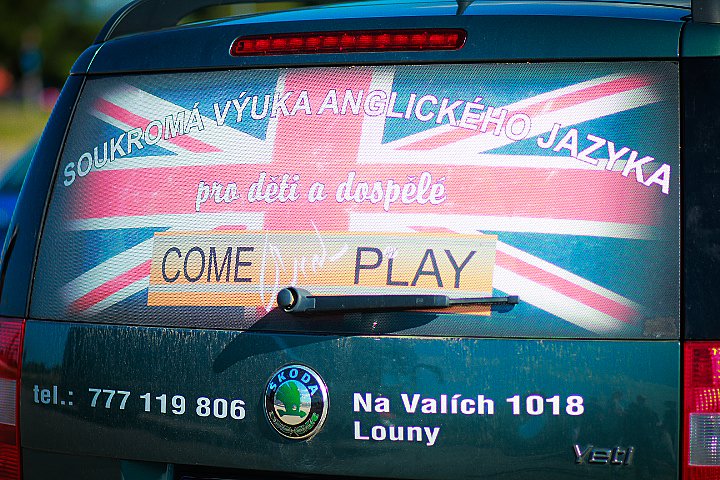 SOUKROMÁ VÝUKA ANGLICKÉHO JAZYKA
pro děti a dospělé
COME and PLAY
tel.: 777 119 806
ŠKODA
Na Valích 1018
Louny
Yeti